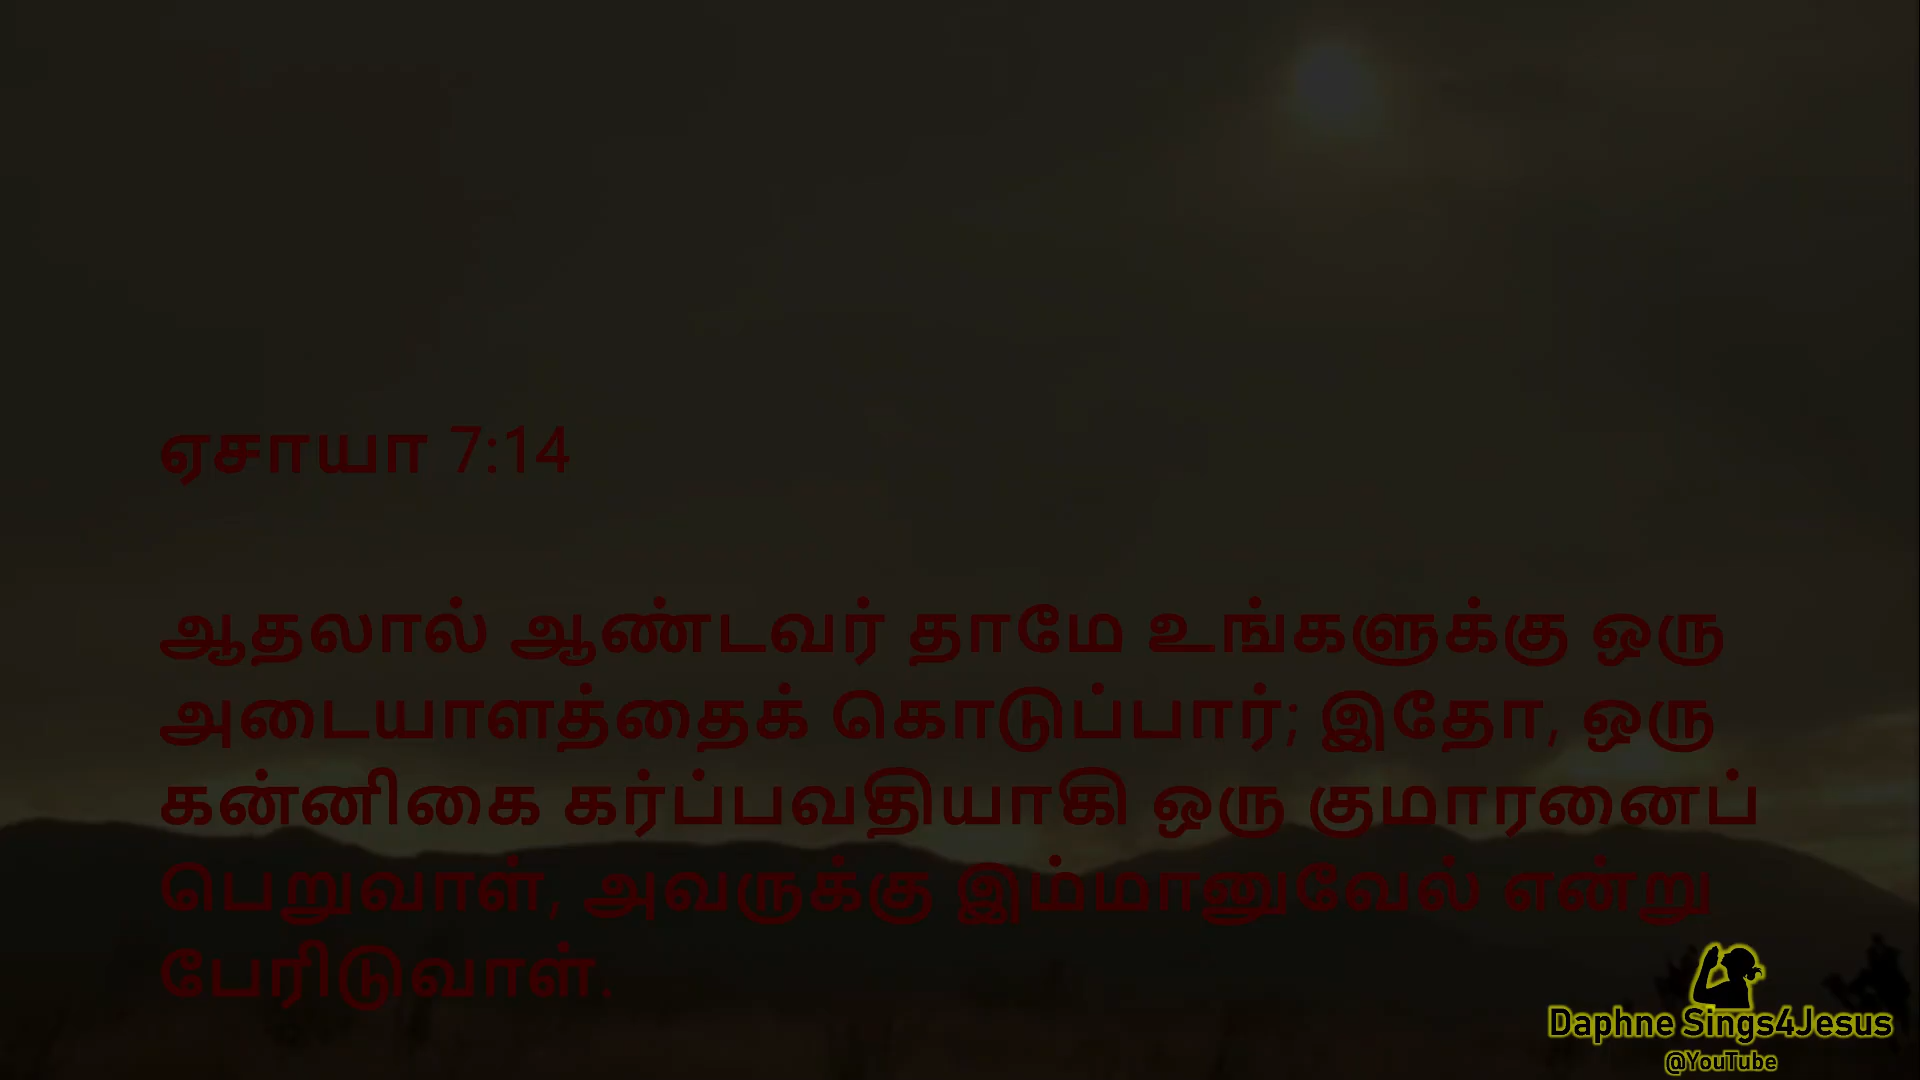 ஏசாயா 7:14
ஆதலால் ஆண்டவர் தாமே உங்களுக்கு ஒரு
அடையாளத்தைக் கொடுப்பார்; இதோ, ஒரு
கன்னிகை கர்ப்பவதியாகி ஒரு குமாரனைப்
பெறுவாள், அவருக்கு இம்மானுவேல் என்று
பேரிடுவாள்.
Daphne Sings4Jesus
@YouTube